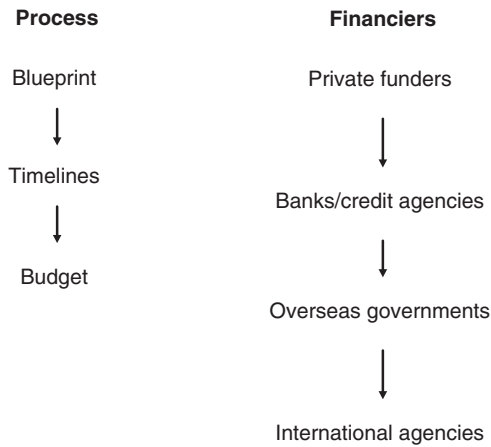 Process
Blueprint
Timelines
Budget
Financiers
Private funders
Banks/credit agencies
Overseas governments
International agencies